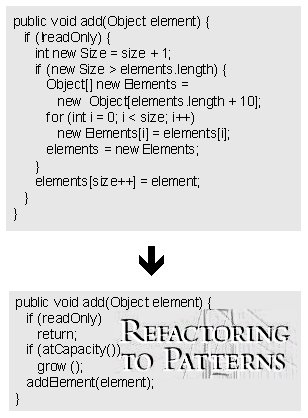 public void add(Object element) {
if (!readOnly) {
int new Size = size + 1;
if (new Size > elements.length) {
Object[] new Elements =
new Object[elements.length + 10];
for (int i = 0; i < size; i++)
new Elements[i] = elements[i];
elements = new Elements;
}
elements[size++] = element;
}
}
public void add(Object element) {
if (readOnly)
return;
if (atCapacity())
grow ();
addElement(element);
}
REFACTORING
TO PATTERNS